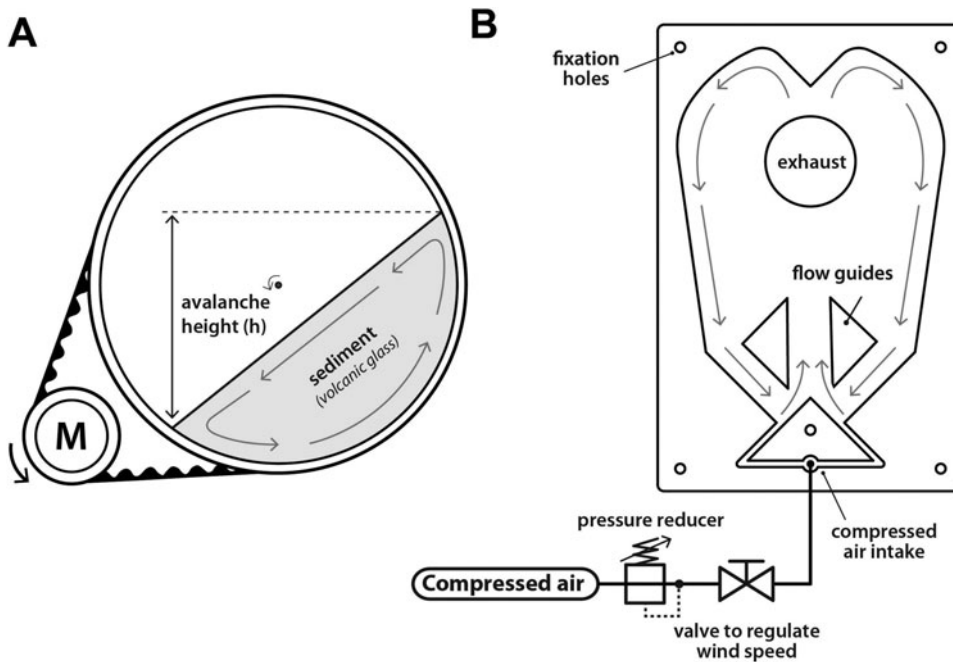 A
avalanche
height (h)
sediment
(volcanic glass)
M
B
fixation
holes
exhaust
flow guides
compressed
air intake
pressure reducer
Compressed air
valve to regulate
wind speed